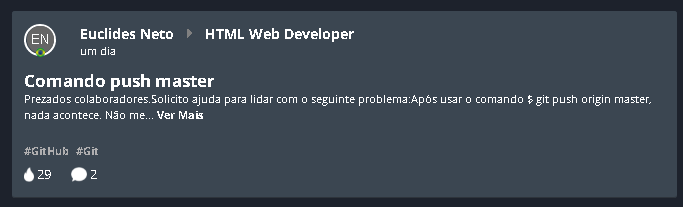 EN
Euclides Neto HTML Web Developer
um dia
Comando push master
Prezados colaboradores.Solicito ajuda para lidar com o seguinte problema:Após usar o comando $ git push origin master,
nada acontece. Não me... Ver Mais
#GitHub #Git
29 2